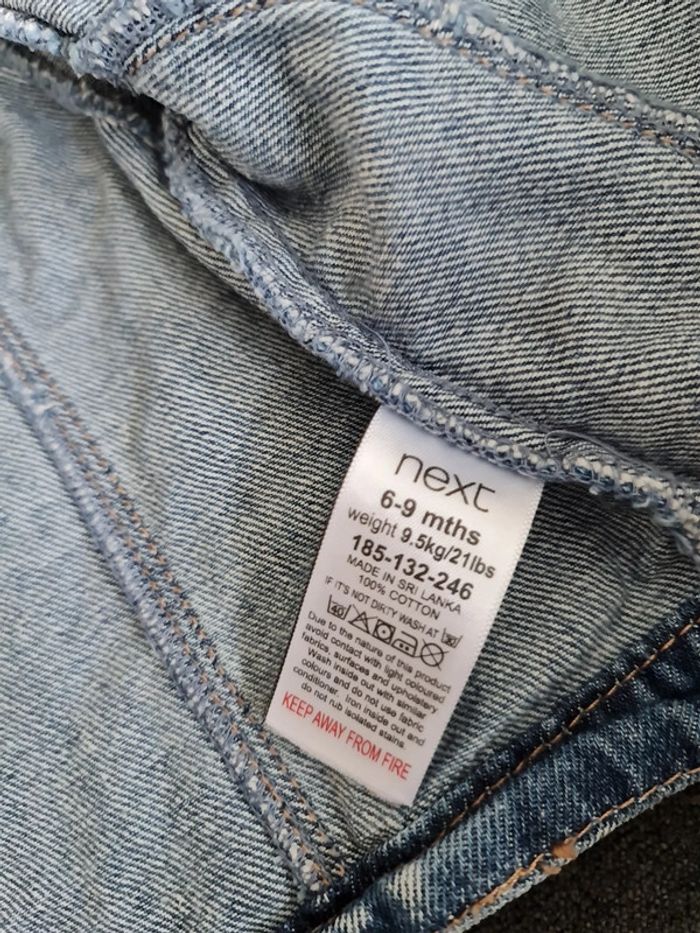 next
6-9 mths
weight 9.5kg/21lbs
185-132-246
MADE IN SRI LANKA
100% COTTON
IF IT'S NOT DIRTY WASH AT 30
40
Due to the nature of this product
avoid contact with light coloured
fabrics, surfaces and upholstery
Wash inside out with similar
colours and do not use fabric
conditioner. Iron inside out and
do not rub isolated stains.
KEEP AWAY FROM FIRE